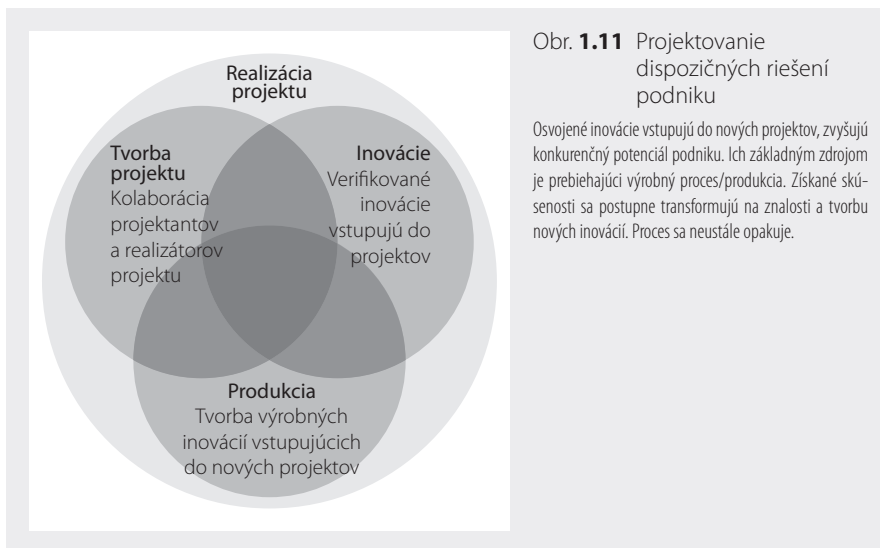 Realizácia
projektu
Tvorba
projektu
Kolaborácia
projektantov
a realizátorov
projektu
Inovácie
Verifikované
inovácie
vstupujú do
projektov
Produkcia
Tvorba výrobných
inovácií vstupujúcich
do nových projektov
Obr. 1.11 Projektovanie
dispozičných riešení
podniku
Osvojené inovácie vstupujú do nových projektov, zvyšujú
konkurenčný potenciál podniku. Ich základným zdrojom
je prebiehajúci výrobný proces/produkcia. Získané skú-
senosti sa postupne transformujú na znalosti a tvorbu
nových inovácií. Proces sa neustále opakuje.